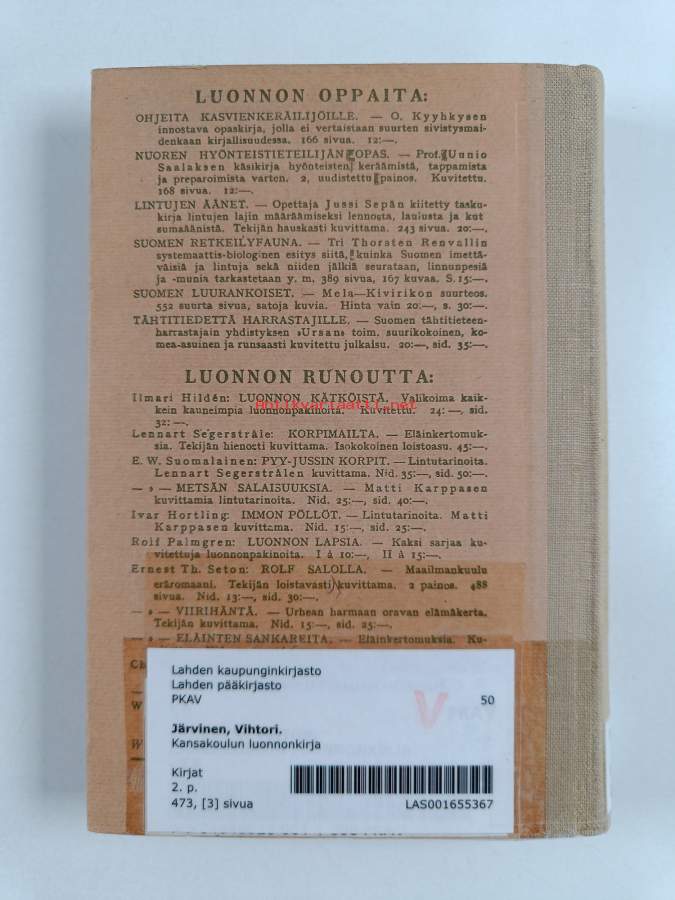 LUONNON OPPAITA:
OHJEITA KASVIENKERÄILIJÖILLE. — O. Kyyhkysen
innostava opaskirja, jolla ei vertaistaan suurten sivistysmai-
denkaan kirjallisuudessa. 166 sivua. 12:—.
NUOREN HYÖNTEISTIETEILIJÄN OPAS. — Prof. Uunio
Saalaksen käsikirja hyönteisten keräämistä, tappamista
ja preparoimista varten. 2, uudistettu painos. Kuvitettu.
168 sivua. 12:—.
LINTUJEN ÄÄNET. — Opettaja Jussi Sepän kiitetty tasku-
kirja lintujen lajin määräämiseksi lennosta, laulusta ja kut
sumaäänistä. Tekijän hauskasti kuvittama. 243 sivua. 20:—.
SUOMEN RETKEILYFAUNA. — Tri Thorsten Renvallin
systemaattis-biologinen esitys siitä, kuinka Suomen imettä-
väisiä ja lintuja sekä niiden jälkiä seurataan, linnunpesiä
ja -munia tarkastetaan y. m. 389 sivua, 167 kuvaa. S. 15:—.
SUOMEN LUURANKOISET. — Mela—Kivirikon suurteos.
552 suurta sivua, satoja kuvia. Hinta vain 20:—, s. 30:—.
TÄHTITIEDETTÄ HARRASTAJILLE. — Suomen tähtitieteen-
harrastajain yhdistyksen »Ursan» toim. suurikokoinen, ko-
mea-asuinen ja runsaasti kuvitettu julkaisu. 20:—, sid. 35:—.
LUONNON RUNOUTTA:
Ilmari Hildén: LUONNON KÄTKÖISTÄ. Valikoima kaik-
kein kauneimpia luonnonpakinoita. Kuvitettu. 24:—, sid.
32:—.
Antikvariaatti.net
Lennart Segerstråle: KORPIMAILTA. — Eläinkertomuk-
sia. Tekijän hienosti kuvittama. Isokokoinen loistoasu. 45:—.
E. W. Suomalainen: PYY-JUSSIN KORPIT. — Lintutarinoita.
Lennart Segerstrålen kuvittama. Nid. 35:—, sid. 50:—.
— » — METSÄN SALAISUUKSIA. — Matti Karppasen
kuvittamia lintutarinoita. Nid. 25:—, sid. 40:—.
Ivar Hortling: IMMON PÖLLÖT. — Lintutarinoita. Matti
Karppasen kuvittama. Nid. 15:—, sid. 25:—.
Rolf Palmgren: LUONNON LAPSIA. — Kaksi sarjaa ku-
vitettuja luonnonpakinoita. I à 10:—, II à 15:—.
Ernest Th. Seton: ROLF SALOLLA. — Maailmankuulu
eräromaani. Tekijän loistavasti kuvittama. 2 painos. 488
sivua. Nid. 13:—, sid. 30:—.
— » — VIIRIHÄNTÄ. — Urhean harmaan oravan elämäkerta.
Tekijän kuvittama. Nid. 15:—, sid. 25:—.
— » — ELÄINTEN SANKAREITA. — Eläinkertomuksia. Ku-
Lahden kaupunginkirjasto
Lahden pääkirjasto
PKAV 50
Järvinen, Vihtori.
Kansakoulun luonnonkirja
Kirjat
2. p.
473, [3] sivua LAS001655367